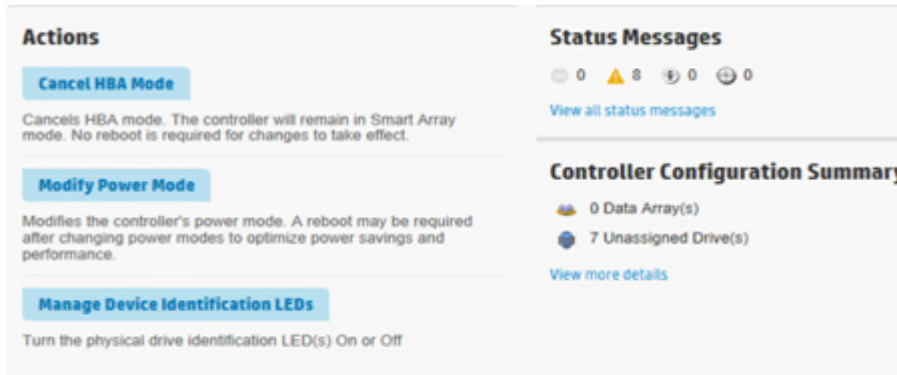 Actions
Cancel HBA Mode
Cancels HBA mode. The controller will remain in Smart Array
mode. No reboot is required for changes to take effect.
Modify Power Mode
Modifies the controller's power mode. A reboot may be required
after changing power modes to optimize power savings and
performance.
Manage Device Identification LEDs
Turn the physical drive identification LED(s) On or Off
Status Messages
0 8 0 0
View all status messages
Controller Configuration Summary
0 Data Array(s)
7 Unassigned Drive(s)
View more details